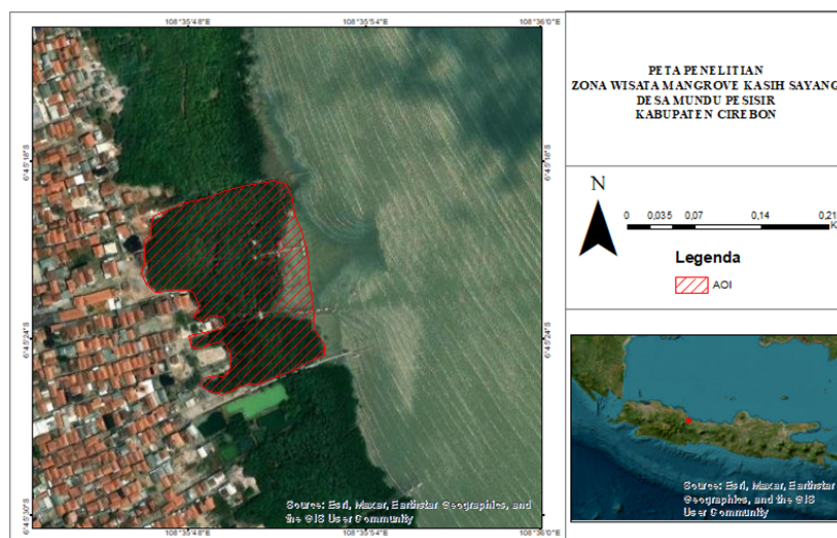 108°35'48"E
108°35'54"E
108°36'0"E
6°45'18"S
6°45'18"S
6°45'24"S
6°45'24"S
6°45'30"S
6°45'30"S
Source: Esri, Maxar, Earthstar Geographics, and
the GIS User Community
108°35'48"E
108°35'54"E
108°36'0"E
PETA PENELITIAN
ZONA WISATA MANGROVE KASIH SAYANG
DESA MUNDU PESISIR
KABUPATEN CIREBON
N
0 0,035 0,07 0,14 0,21
K
Legenda
AOI
Source: Esri, Maxar, Earthstar
Geographics, and the GIS
User Community